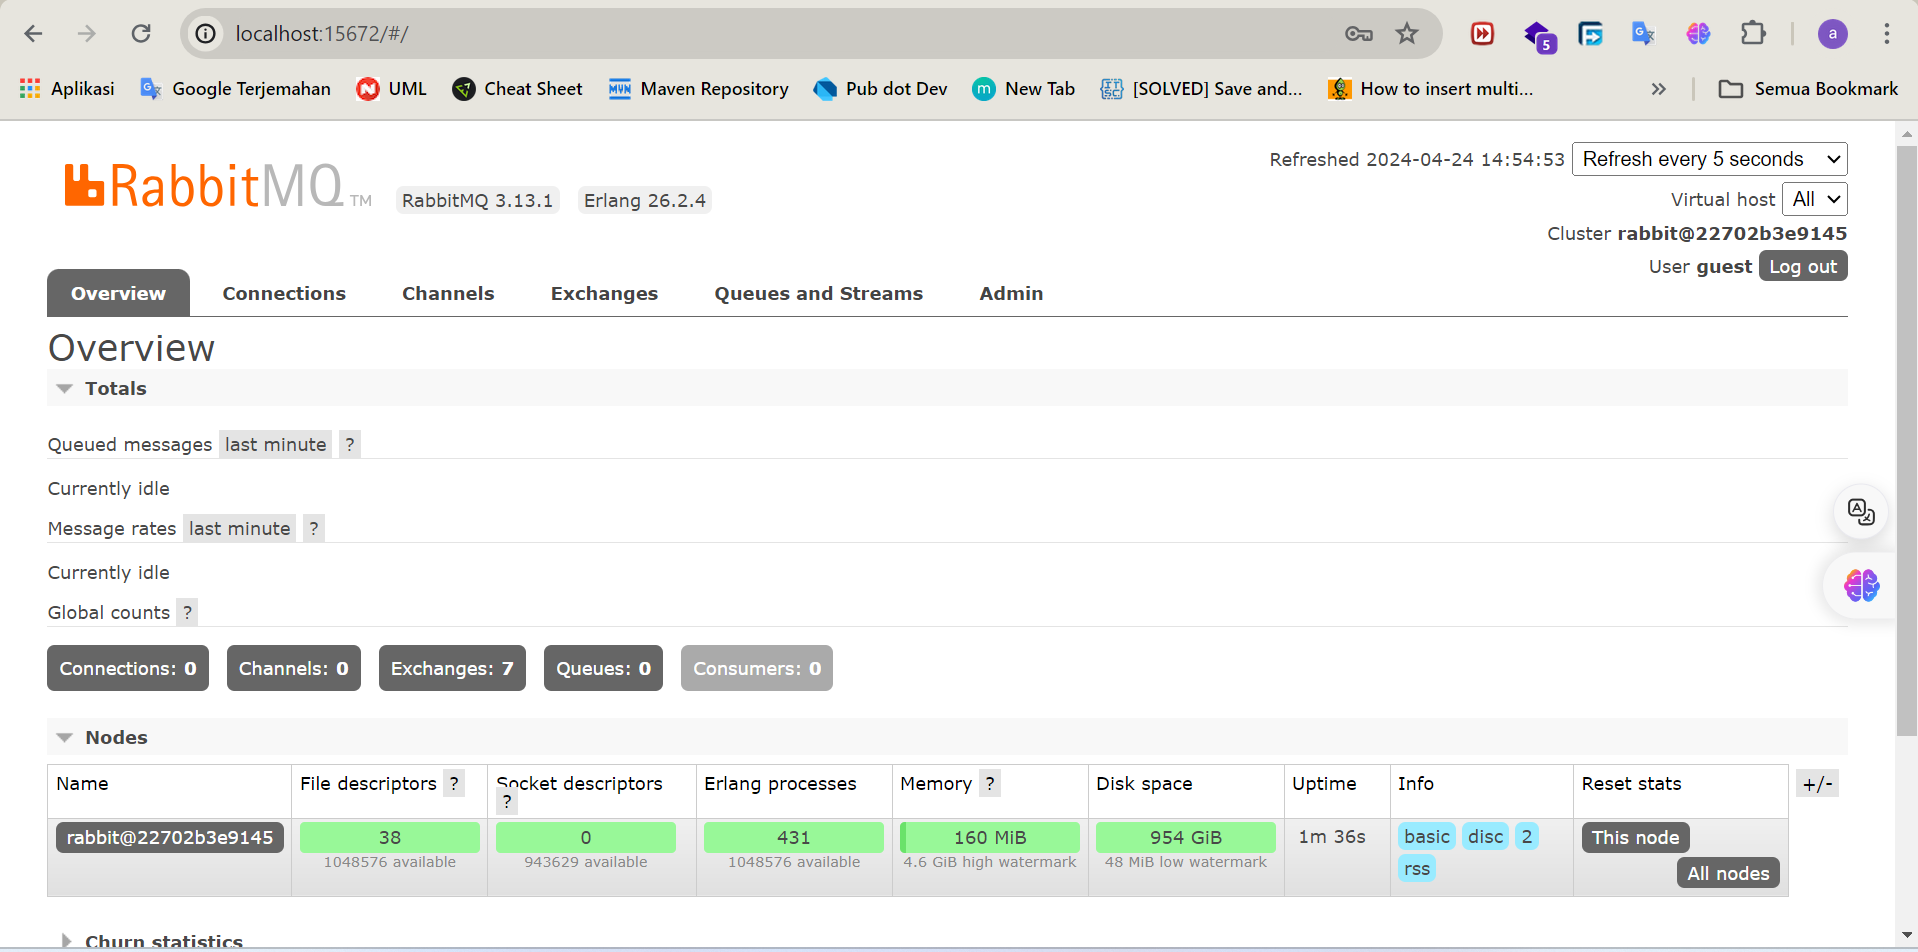 localhost:15672/#/
5
a
Aplikasi
Google Terjemahan
UML
Cheat Sheet
MVN
Maven Repository
Pub dot Dev
m
New Tab
[SOLVED] Save and...
How to insert multi...
»
Semua Bookmark
RabbitMQ TM
RabbitMQ 3.13.1
Erlang 26.2.4
Refreshed 2024-04-24 14:54:53
Refresh every 5 seconds
Virtual host All
Cluster rabbit@22702b3e9145
User guest Log out
Overview Connections Channels Exchanges Queues and Streams Admin
Overview
Totals
Queued messages last minute ?
Currently idle
Message rates last minute ?
Currently idle
Global counts ?
Connections: 0 Channels: 0 Exchanges: 7 Queues: 0 Consumers: 0
Nodes
Name File descriptors ? Socket descriptors ? Erlang processes Memory ? Disk space Uptime Info Reset stats +/-
rabbit@22702b3e9145 38 0 431 160 MiB 954 GiB 1m 36s basic disc 2 This node
1048576 available 943629 available 1048576 available 4.6 GiB high watermark 48 MiB low watermark rss All nodes
Churn statistics